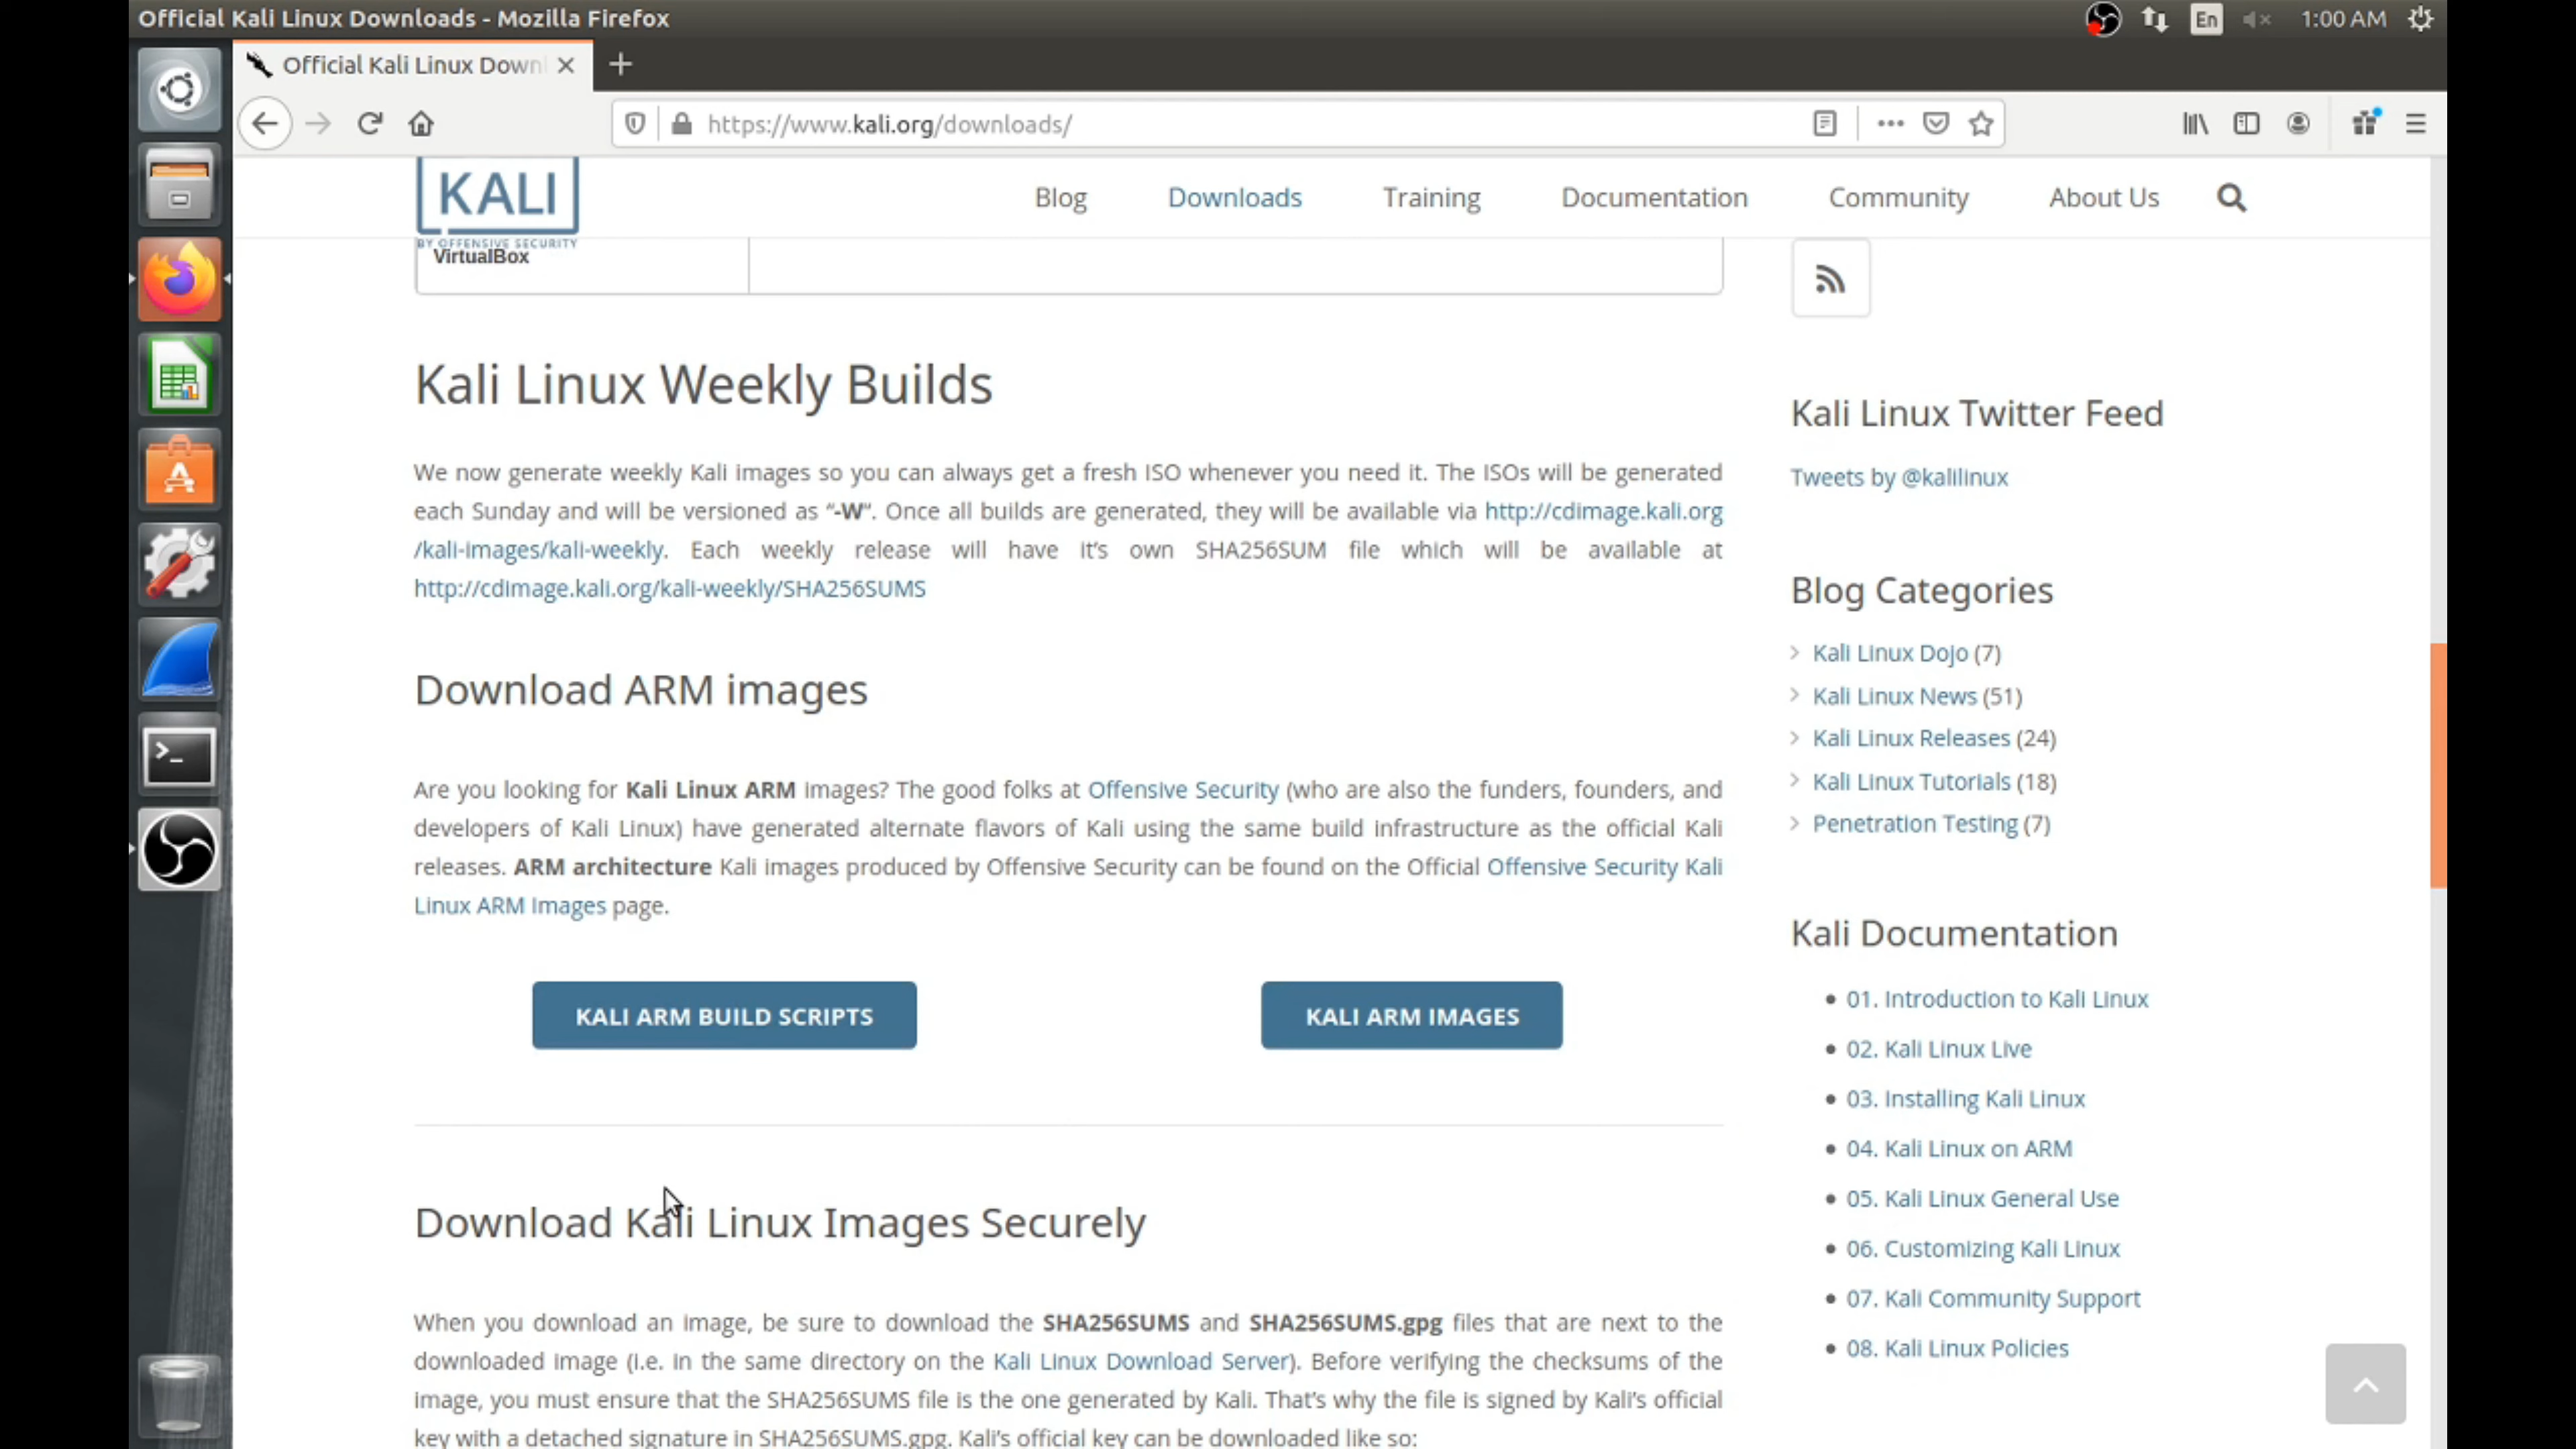 Official Kali Linux Downloads - Mozilla Firefox
En
1:00 AM
Official Kali Linux Down
https://www.kali.org/downloads/
KALI
BY OFFENSIVE SECURITY
Blog
Downloads
Training
Documentation
Community
About Us
VirtualBox
Kali Linux Weekly Builds
We now generate weekly Kali images so you can always get a fresh ISO whenever you need it. The ISOs will be generated
each Sunday and will be versioned as “-W”. Once all builds are generated, they will be available via http://cdimage.kali.org
/kali-images/kali-weekly. Each weekly release will have it’s own SHA256SUM file which will be available at
http://cdimage.kali.org/kali-weekly/SHA256SUMS
Download ARM images
Are you looking for Kali Linux ARM images? The good folks at Offensive Security (who are also the funders, founders, and
developers of Kali Linux) have generated alternate flavors of Kali using the same build infrastructure as the official Kali
releases. ARM architecture Kali images produced by Offensive Security can be found on the Official Offensive Security Kali
Linux ARM Images page.
KALI ARM BUILD SCRIPTS
KALI ARM IMAGES
Download Kali Linux Images Securely
When you download an image, be sure to download the SHA256SUMS and SHA256SUMS.gpg files that are next to the
downloaded image (i.e. in the same directory on the Kali Linux Download Server). Before verifying the checksums of the
image, you must ensure that the SHA256SUMS file is the one generated by Kali. That’s why the file is signed by Kali’s official
key with a detached signature in SHA256SUMS.gpg. Kali’s official key can be downloaded like so:
Kali Linux Twitter Feed
Tweets by @kalilinux
Blog Categories
Kali Linux Dojo (7)
Kali Linux News (51)
Kali Linux Releases (24)
Kali Linux Tutorials (18)
Penetration Testing (7)
Kali Documentation
01. Introduction to Kali Linux
02. Kali Linux Live
03. Installing Kali Linux
04. Kali Linux on ARM
05. Kali Linux General Use
06. Customizing Kali Linux
07. Kali Community Support
08. Kali Linux Policies